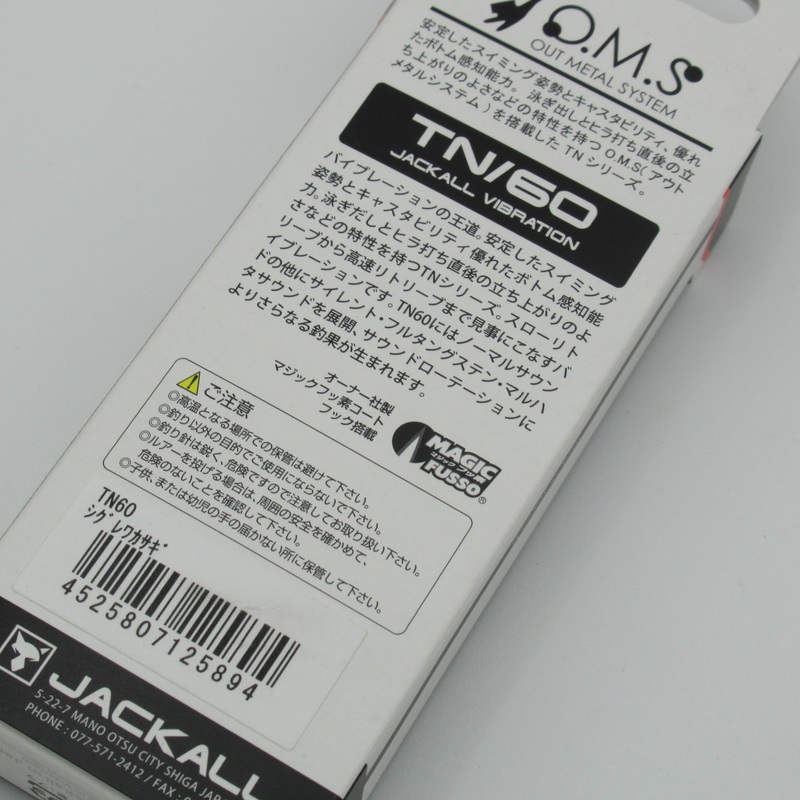 O.M.S
OUT METAL SYSTEM
安定したスイミング姿勢とキャスタビリティ、優れ
たボトム感知能力。泳ぎ出しとヒラ打ち直後の立
ち上がりのよさなどの特性を持つ O.M.S(アウト
メタルシステム)を搭載した TN シリーズ。
TN/60
JACKALL VIBRATION
バイブレーションの王道。安定したスイミング
姿勢とキャスタビリティ優れたボトム感知能
力。泳ぎだしとヒラ打ち直後の立ち上がりのよ
さなどの特性を持つTNシリーズ。スローリト
リーブから高速リトリーブまで見事にこなすバ
イブレーションです。TN60にはノーマルサウン
ドの他にサイレント・フルタングステン・マルハ
タサウンドを展開、サウンドローテーションに
よりさらなる釣果が生まれます。
オーナー社製
マジックフッ素コート
フック搭載
MAGIC
マジック フッソ
FUSSO®
ご注意
◎高温となる場所での保管は避けて下さい。
◎釣り以外の目的でご使用にならないで下さい。
◎釣り針は鋭く、危険ですので注意してお取り扱い下さい。
◎ルアーを投げる場合は、周囲の安全を確かめて、
危険のないことを確認して下さい。
◎子供、または幼児の手の届かない所に保管して下さい。
TN60
シグレワカサギ
4525807125894
JACKALL
5-22-7 MANO OTSU CITY SHIGA JAPAN
PHONE : 077-571-2412 / FAX :